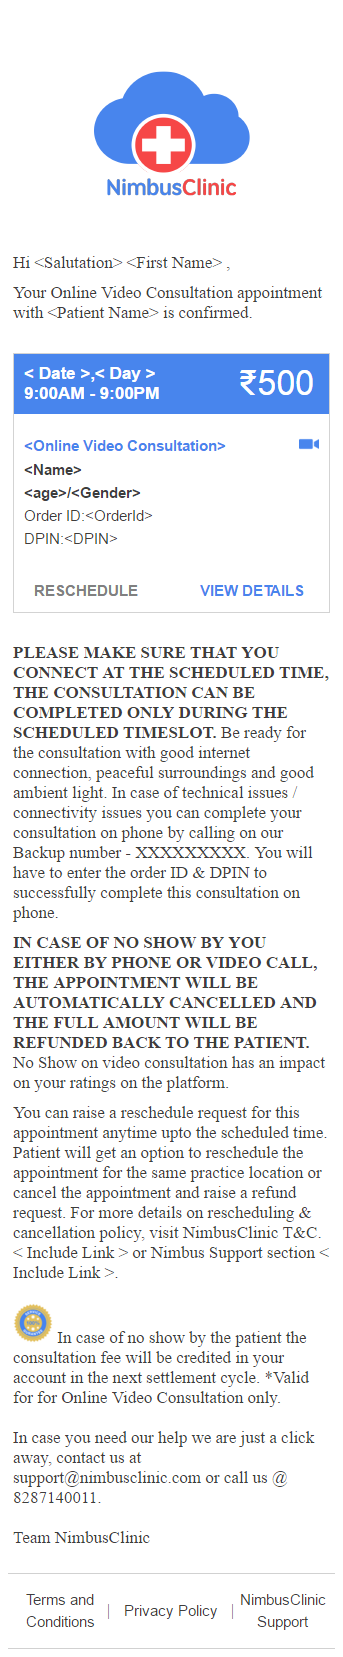 NimbusClinic
Hi <Salutation> <First Name> ,
Your Online Video Consultation appointment
with <Patient Name> is confirmed.
< Date >,< Day >
9:00AM - 9:00PM
₹500
<Online Video Consultation>
<Name>
<age>/<Gender>
Order ID:<OrderId>
DPIN:<DPIN>
RESCHEDULE
VIEW DETAILS
PLEASE MAKE SURE THAT YOU
CONNECT AT THE SCHEDULED TIME,
THE CONSULTATION CAN BE
COMPLETED ONLY DURING THE
SCHEDULED TIMESLOT. Be ready for
the consultation with good internet
connection, peaceful surroundings and good
ambient light. In case of technical issues /
connectivity issues you can complete your
consultation on phone by calling on our
Backup number - XXXXXXXXX. You will
have to enter the order ID & DPIN to
successfully complete this consultation on
phone.
IN CASE OF NO SHOW BY YOU
EITHER BY PHONE OR VIDEO CALL,
THE APPOINTMENT WILL BE
AUTOMATICALLY CANCELLED AND
THE FULL AMOUNT WILL BE
REFUNDED BACK TO THE PATIENT.
No Show on video consultation has an impact
on your ratings on the platform.
You can raise a reschedule request for this
appointment anytime upto the scheduled time.
Patient will get an option to reschedule the
appointment for the same practice location or
cancel the appointment and raise a refund
request. For more details on rescheduling &
cancellation policy, visit NimbusClinic T&C.
< Include Link > or Nimbus Support section <
Include Link >.
In case of no show by the patient the
consultation fee will be credited in your
account in the next settlement cycle. *Valid
for for Online Video Consultation only.
In case you need our help we are just a click
away, contact us at
support@nimbusclinic.com or call us @
8287140011.
Team NimbusClinic
Terms and
Conditions
Privacy Policy
NimbusClinic
Support